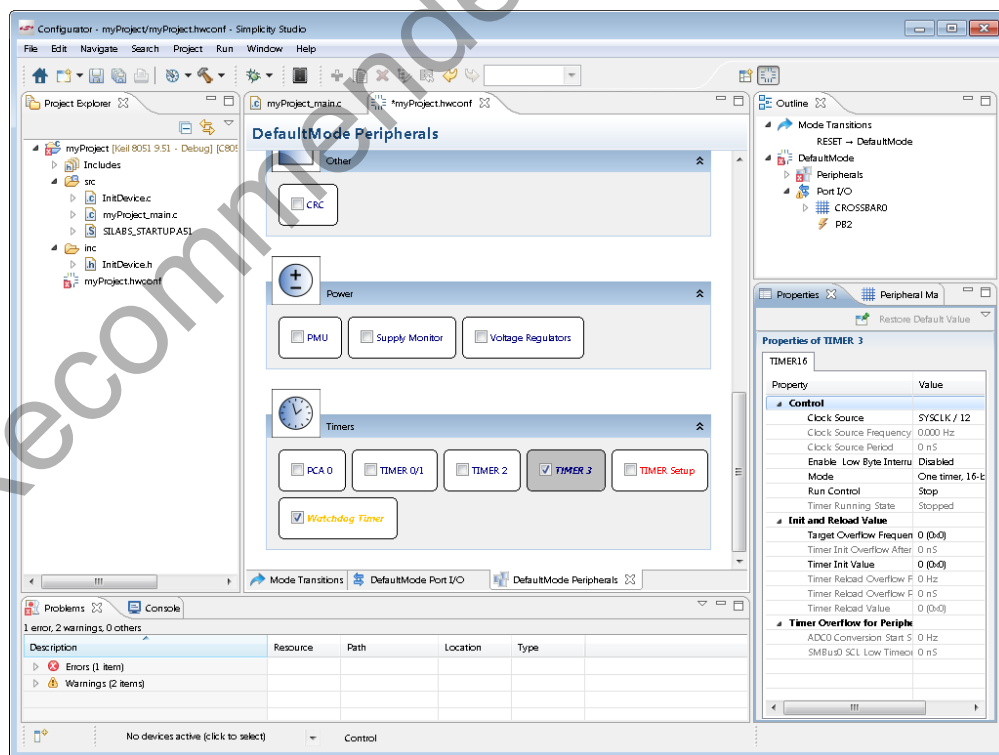 Configurator - myProject/myProject.hwconf - Simplicity Studio
File Edit Navigate Search Project Run Window Help
Project Explorer
myProject [Keil 8051 9.51 - Debug] [C805
Includes
src
InitDevice.c
myProject_main.c
SILABS_STARTUP.A51
inc
InitDevice.h
myProject.hwconf
myProject_main.c
*myProject.hwconf
DefaultMode Peripherals
Other
CRC
Power
PMU
Supply Monitor
Voltage Regulators
Timers
PCA 0
TIMER 0/1
TIMER 2
TIMER 3
TIMER Setup
Watchdog Timer
Mode Transitions
DefaultMode Port I/O
DefaultMode Peripherals
Outline
Mode Transitions
RESET → DefaultMode
DefaultMode
Peripherals
Port I/O
CROSSBAR0
PB2
Properties
Peripheral Ma
Restore Default Value
Properties of TIMER 3
TIMER16
Property Value
Control
Clock Source SYSCLK / 12
Clock Source Frequency 0.000 Hz
Clock Source Period 0 nS
Enable Low Byte Interru Disabled
Mode One timer, 16-b
Run Control Stop
Timer Running State Stopped
Init and Reload Value
Target Overflow Frequen 0 (0x0)
Timer Init Overflow After 0 nS
Timer Init Value 0 (0x0)
Timer Reload Overflow F 0 Hz
Timer Reload Overflow P 0 nS
Timer Reload Value 0 (0x0)
Timer Overflow for Periphe
ADC0 Conversion Start S 0 Hz
SMBus0 SCL Low Timeou 0 nS
Problems
Console
1 error, 2 warnings, 0 others
Description Resource Path Location Type
Errors (1 item)
Warnings (2 items)
No devices active (click to select)
Control
ecommende